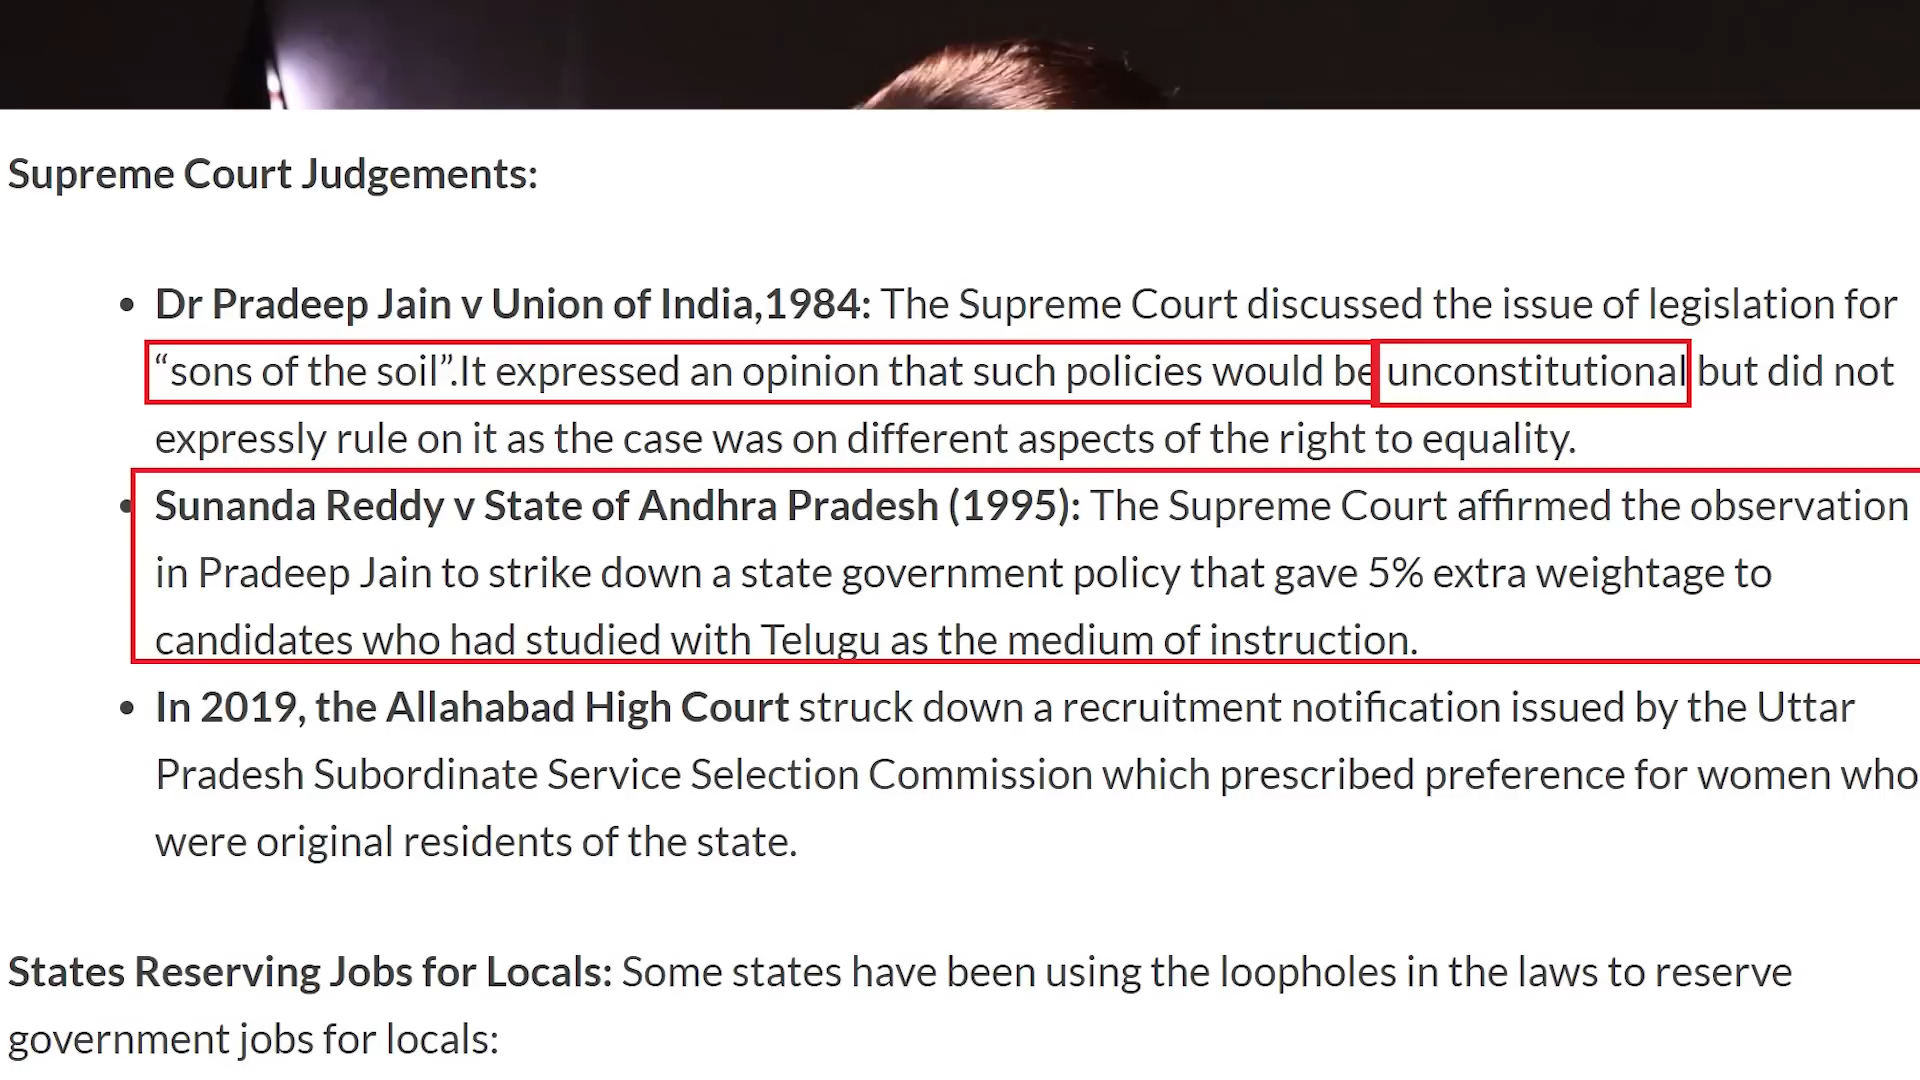 Supreme Court Judgements:
• Dr Pradeep Jain v Union of India,1984: The Supreme Court discussed the issue of legislation for
“sons of the soil”.It expressed an opinion that such policies would be unconstitutional but did not
expressly rule on it as the case was on different aspects of the right to equality.
• Sunanda Reddy v State of Andhra Pradesh (1995): The Supreme Court affirmed the observation
in Pradeep Jain to strike down a state government policy that gave 5% extra weightage to
candidates who had studied with Telugu as the medium of instruction.
• In 2019, the Allahabad High Court struck down a recruitment notification issued by the Uttar
Pradesh Subordinate Service Selection Commission which prescribed preference for women who
were original residents of the state.
States Reserving Jobs for Locals: Some states have been using the loopholes in the laws to reserve
government jobs for locals: